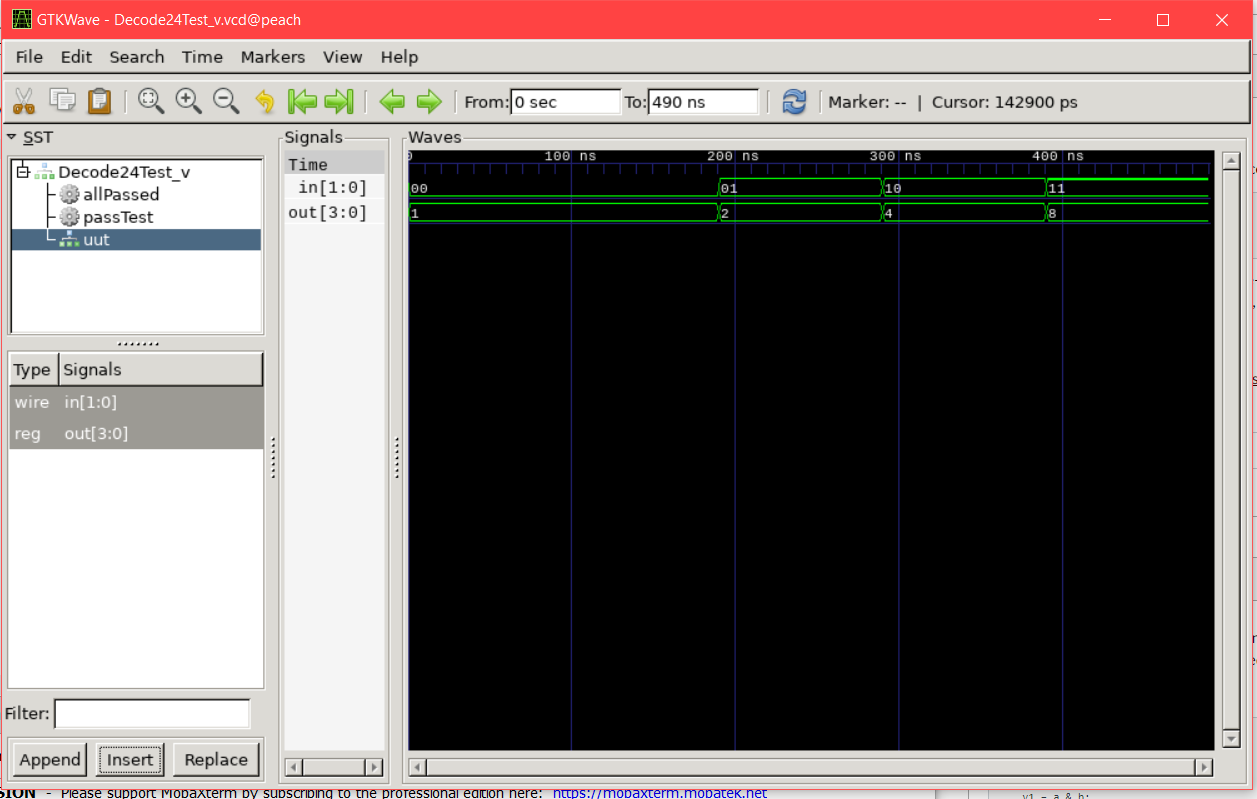 GTKWave - Decode24Test_v.vcd@peach
File Edit Search Time Markers View Help
From: 0 sec To: 490 ns Marker: -- | Cursor: 142900 ps
SST
Decode24Test_v
allPassed
passTest
uut
Type Signals
wire in[1:0]
reg out[3:0]
Filter:
Append Insert Replace
Signals
Time
in[1:0]
out[3:0]
Waves
0 100 ns 200 ns 300 ns 400 ns
00 01 10 11
1 2 4 8
SION - Please support MobaXterm by subscribing to the professional edition here: https://mobaxterm.mobatek.net
y1 = a & b;